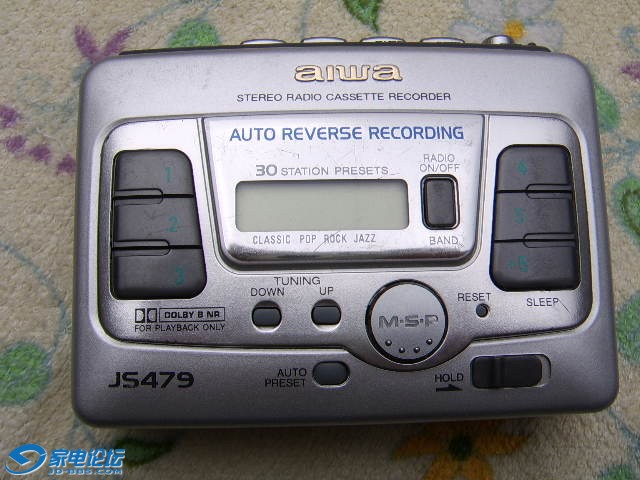 aiwa
STEREO RADIO CASSETTE RECORDER
AUTO REVERSE RECORDING
30 STATION PRESETS
RADIO
ON/OFF
CLASSIC POP ROCK JAZZ
BAND
1
2
3
4
5
+6
TUNING
DOWN UP
DOLBY B NR
FOR PLAYBACK ONLY
M·S·P
RESET
SLEEP
AUTO
PRESET
HOLD
JS479
家电论坛
JD-BBS.COM